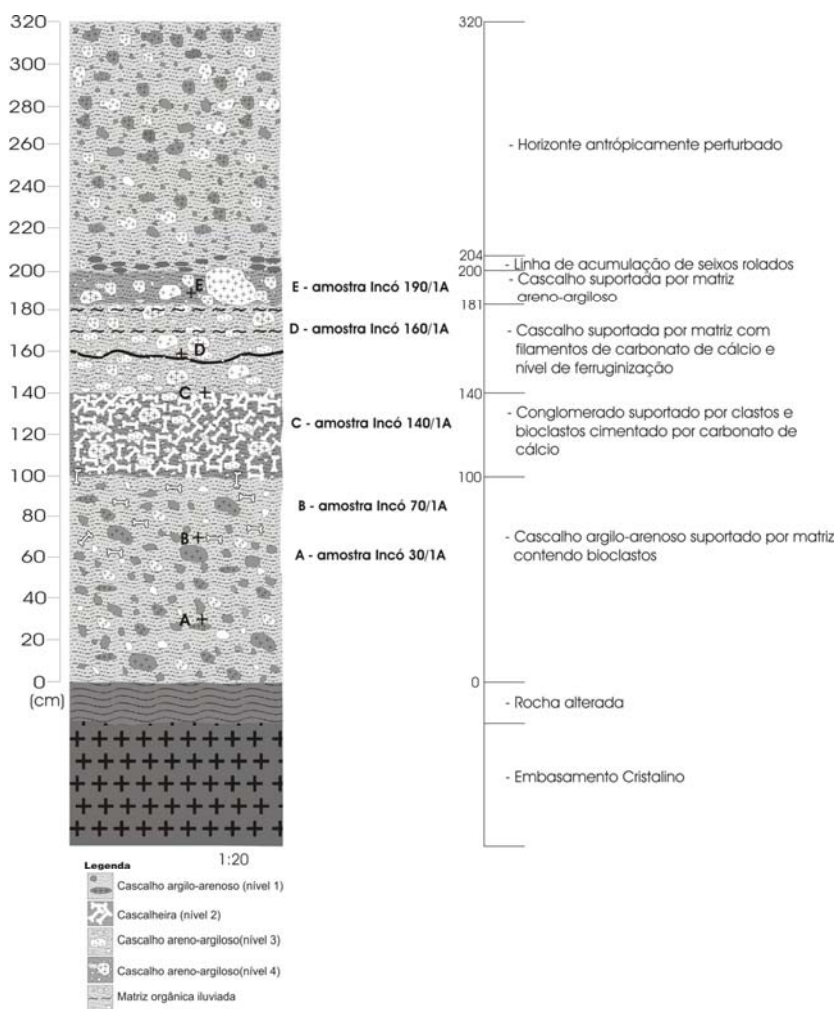 320
300
280
260
240
220
200
180
160
140
120
100
80
60
40
20
0
(cm)
E
D
C
B
A
E - amostra Incó 190/1A
D - amostra Incó 160/1A
C - amostra Incó 140/1A
B - amostra Incó 70/1A
A - amostra Incó 30/1A
320
- Horizonte antrópicamente perturbado
204
- Linha de acumulação de seixos rolados
200
- Cascalho suportada por matriz
areno-argiloso
181
- Cascalho suportada por matriz com
filamentos de carbonato de cálcio e
nível de ferruginização
140
- Conglomerado suportado por clastos e
bioclastos cimentado por carbonato de
cálcio
100
- Cascalho argilo-arenoso suportado por matriz
contendo bioclastos
0
- Rocha alterada
- Embasamento Cristalino
1:20
Legenda
Cascalho argilo-arenoso (nível 1)
Cascalheira (nível 2)
Cascalho areno-argiloso(nível 3)
Cascalho areno-argiloso(nível 4)
Matriz orgânica iluviada